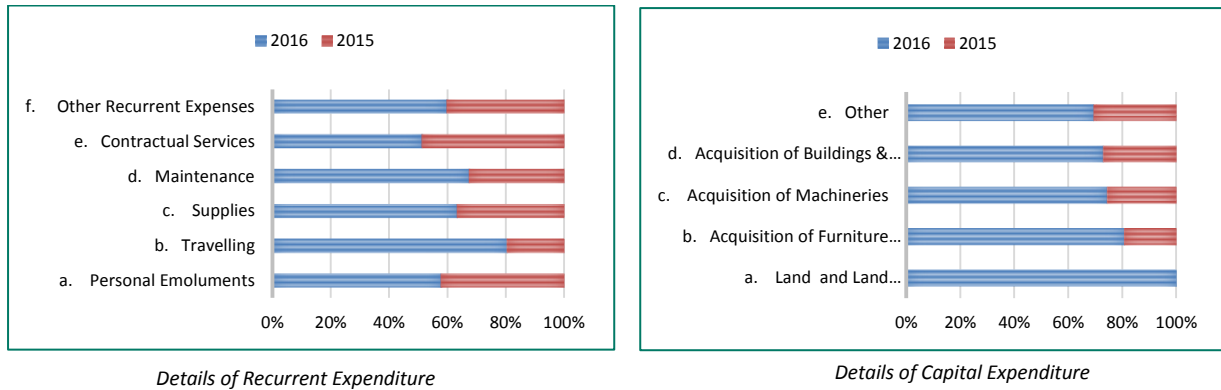 2016 2015
f. Other Recurrent Expenses
e. Contractual Services
d. Maintenance
c. Supplies
b. Travelling
a. Personal Emoluments
0% 20% 40% 60% 80% 100%
Details of Recurrent Expenditure
2016 2015
e. Other
d. Acquisition of Buildings &...
c. Acquisition of Machineries
b. Acquisition of Furniture...
a. Land and Land...
0% 20% 40% 60% 80% 100%
Details of Capital Expenditure